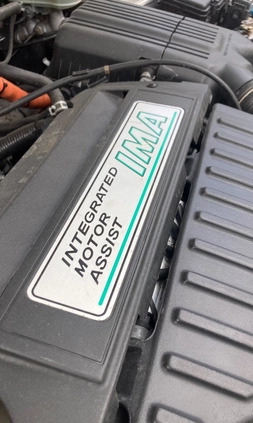 INTEGRATED
MOTOR
ASSIST
IMA